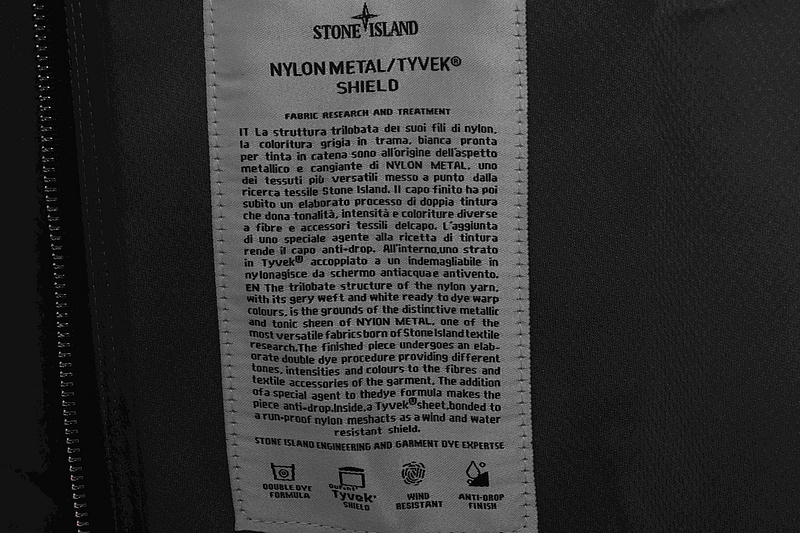 STONE ISLAND
NYLON METAL/TYVEK®
SHIELD
FABRIC RESEARCH AND TREATMENT
IT La struttura trilobata dei suoi fili di nylon,
la coloritura grigia in trama, bianca pronta
per tinta in catena sono all'origine dell'aspetto
metallico e cangiante di NYLON METAL, uno
dei tessuti più versatili messo a punto dalla
ricerca tessile Stone Island. Il capo finito ha poi
subito un elaborato processo di doppia tintura
che dona tonalità, intensità e coloriture diverse
a fibre e accessori tessili delcapo. L'aggiunta
di uno speciale agente alla ricetta di tintura
rende il capo anti-drop. All'interno,uno strato
in Tyvek® accoppiato a un indemagliabile in
nylonagisce da schermo antiacqua e antivento.
EN The trilobate structure of the nylon yarn,
with its gery weft and white ready to dye warp
colours, is the grounds of the distinctive metallic
and tonic sheen of NYlON METAL, one of the
most versatile fabrics born of Stone Island textile
research.The finished piece undergoes an elab-
orate double dye procedure providing different
tones, intensities and colours to the fibres and
textile accessories of the garment, The addition
ofa special agent to thedye formula makes the
piece anti-drop.Inside,a Tyvek®sheet,bonded to
a run-proof nylon meshacts as a wind and water
resistant shield.
STONE ISLAND ENGINEERING AND GARMENT DYE EXPERTSE
DOUBLE DYE
FORMULA
DUPONT
Tyvek
SHIELD
WIND
RESISTANT
ANTI-DROP
FINISH